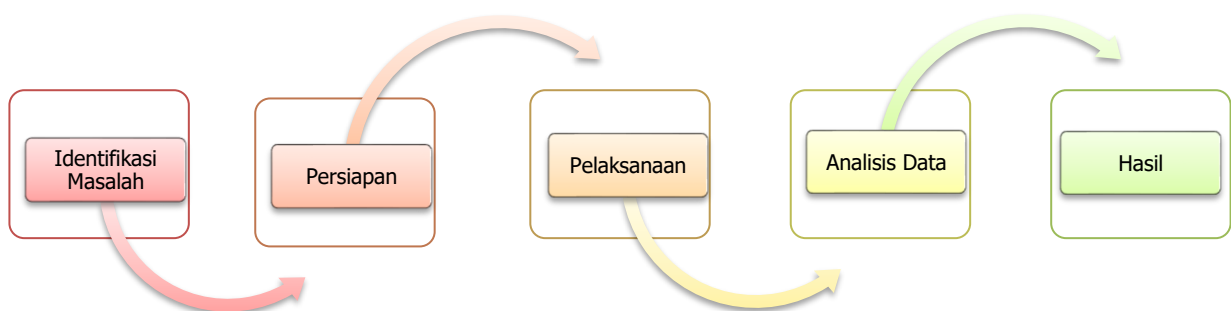 Identifikasi
Masalah
Persiapan
Pelaksanaan
Analisis Data
Hasil